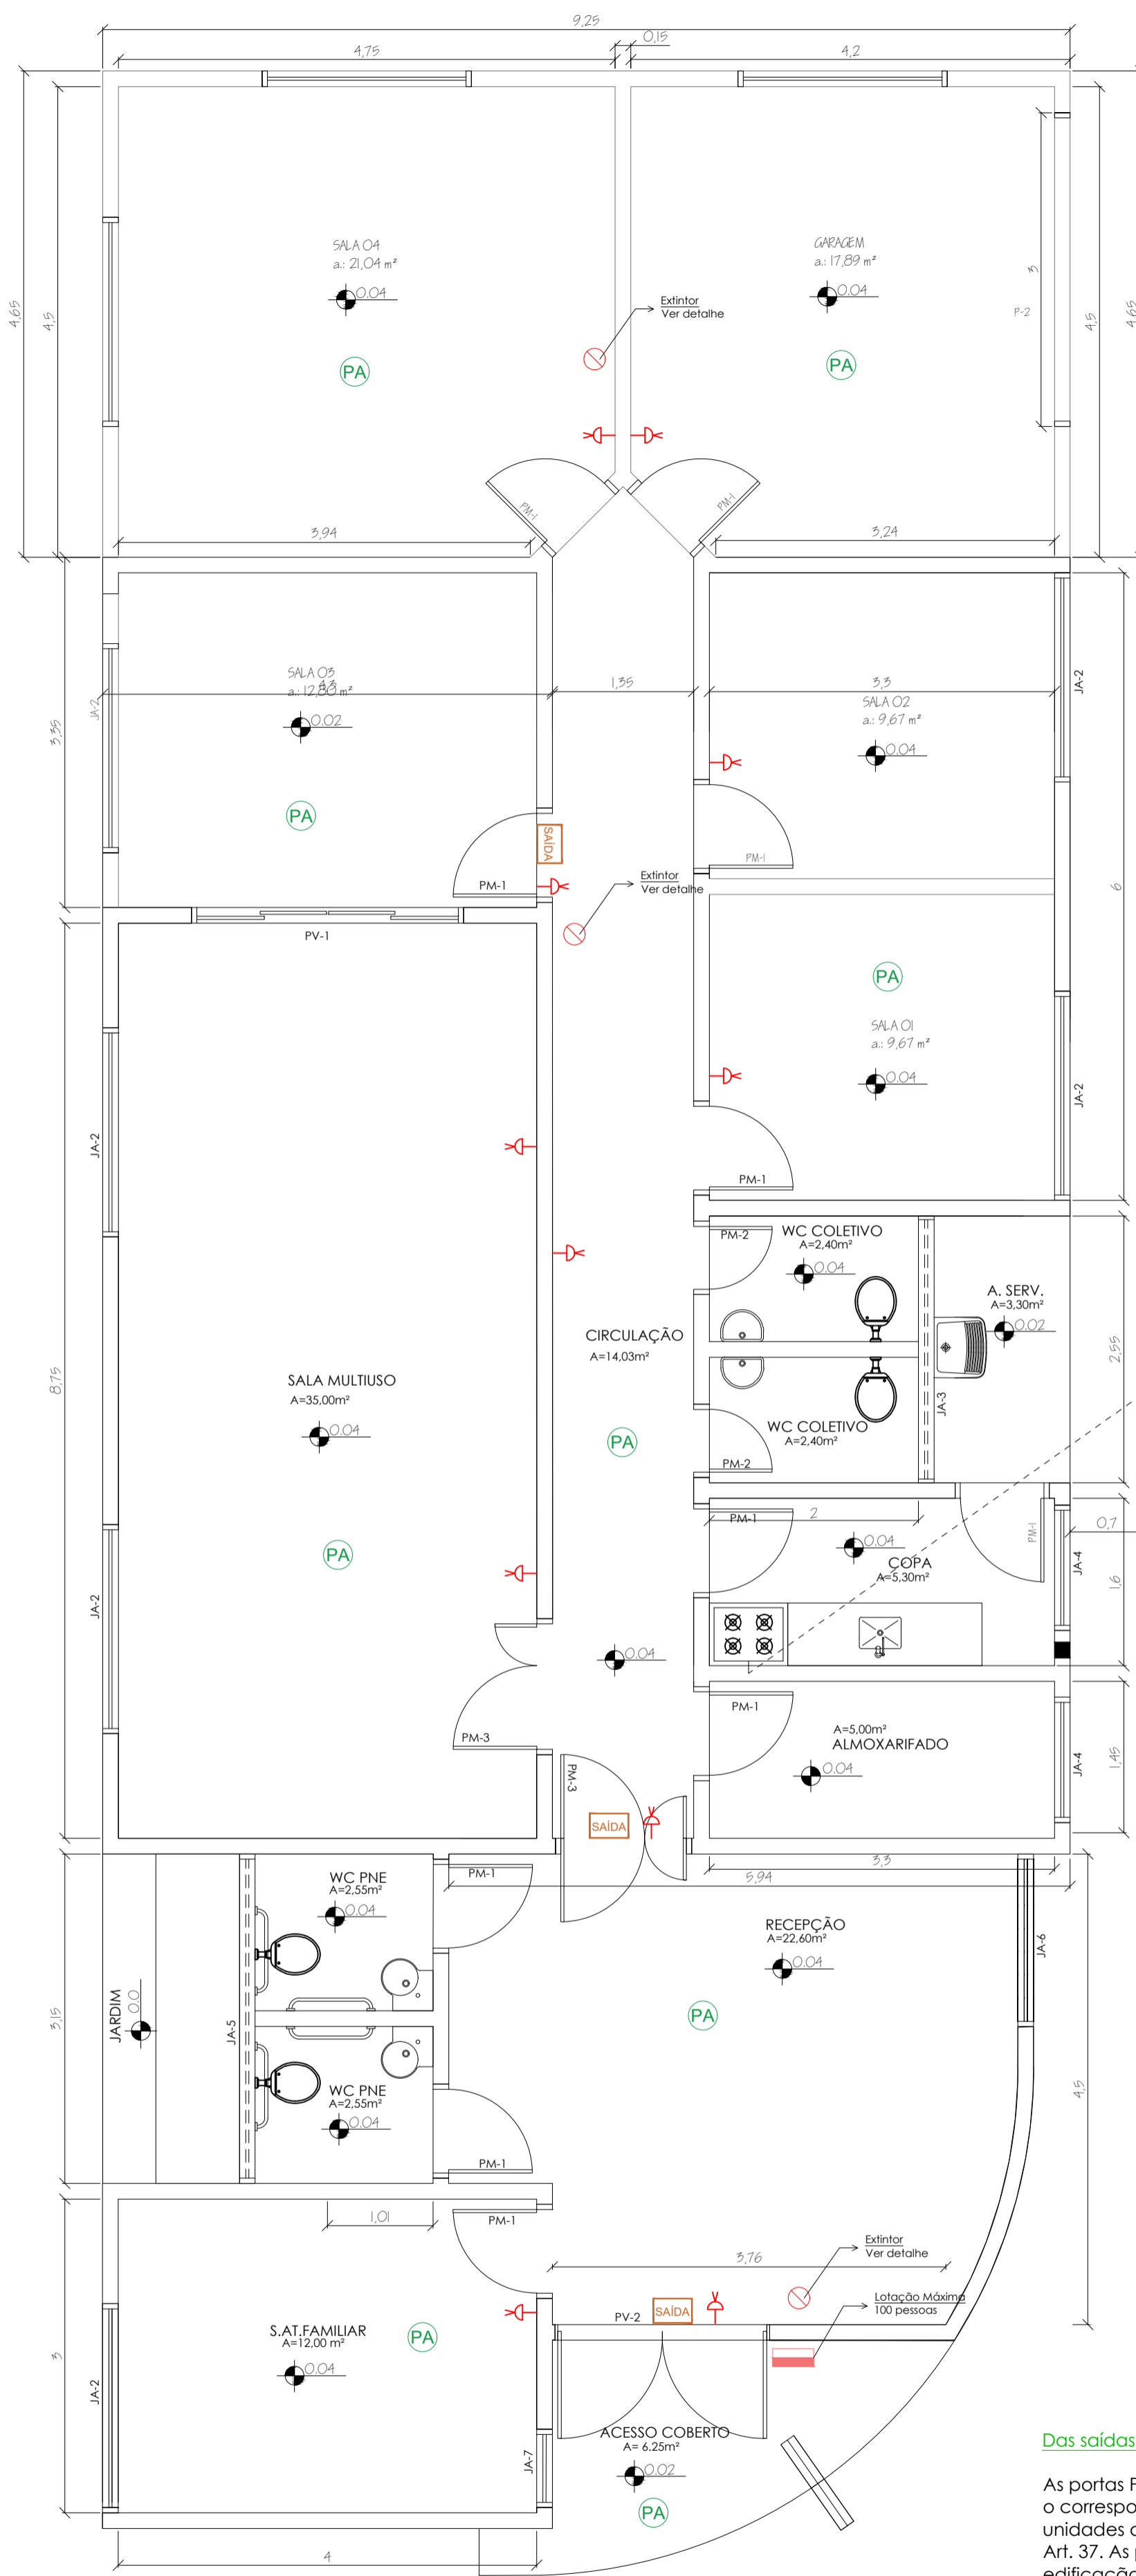 9,25
4,75
0,15
4,2
4,65
4,5
SALA 04
a.: 21,04 m²
0.04
PA
GARAGEM
a.: 17,89 m²
0.04
PA
Extintor
Ver detalhe
3
P-2
4,5
4,65
PM-1
PM-1
3,94
3,24
3,35
JA-2
SALA 03
a.: 12,80 m²
4,3
0.02
PA
1,35
3,3
SALA 02
a.: 9,67 m²
0.04
JA-2
SAÍDA
PM-1
PM-1
Extintor
Ver detalhe
6
PV-1
PA
SALA 01
a.: 9,67 m²
0.04
JA-2
JA-2
PM-1
8,75
PM-2
WC COLETIVO
A=2,40m²
0.04
A. SERV.
A=3,30m²
0.02
2,55
CIRCULAÇÃO
A=14,03m²
SALA MULTIUSO
A=35,00m²
0.04
JA-3
PA
WC COLETIVO
A=2,40m²
PM-2
PM-1
2
0.04
COPA
A=5,30m²
PM-1
0,7
JA-4
1,6
PA
JA-2
0.04
PM-3
PM-1
A=5,00m²
ALMOXARIFADO
0.04
JA-4
1,45
PM-3
SAÍDA
3,3
5,94
PM-1
WC PNE
A=2,55m²
0.04
RECEPÇÃO
A=22,60m²
0.04
JA-6
3,15
JARDIM
0.0
JA-5
PA
WC PNE
A=2,55m²
0.04
4,5
PM-1
1,01
PM-1
3,76
Extintor
Ver detalhe
Lotação Máxima
100 pessoas
PV-2
SAÍDA
S.AT.FAMILIAR
A=12,00 m²
0.04
PA
3
JA-2
JA-7
ACESSO COBERTO
A= 6.25m²
0.02
PA
4
Das saídas
As portas
o
unidades
Art. 37. As
edificação